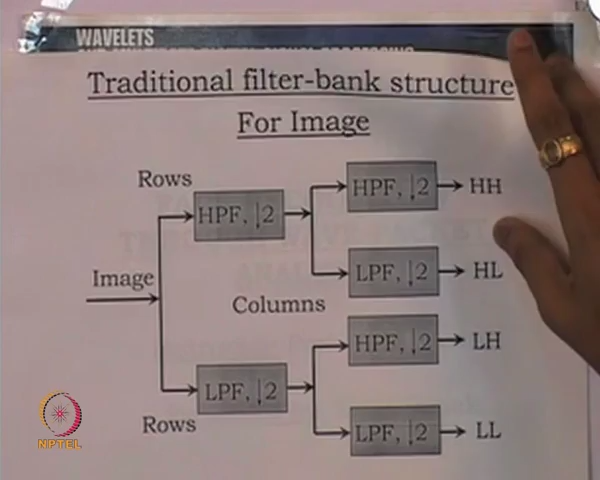 WAVELETS
Traditional filter-bank structure
For Image
Rows
HPF, ↓2
HPF, ↓2
HH
LPF, ↓2
HL
Image
Columns
HPF, ↓2
LH
LPF, ↓2
Rows
LPF, ↓2
LL
NPTEL